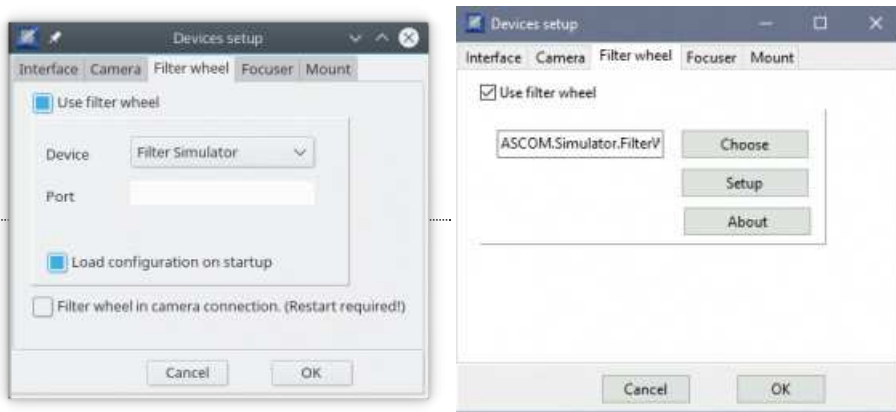 Devices setup
Interface Camera Filter wheel Focuser Mount
Use filter wheel
Device Filter Simulator
Port
Load configuration on startup
Filter wheel in camera connection. (Restart required!)
Cancel OK
Devices setup
Interface Camera Filter wheel Focuser Mount
Use filter wheel
ASCOM.Simulator.FilterW Choose
Setup
About
Cancel OK